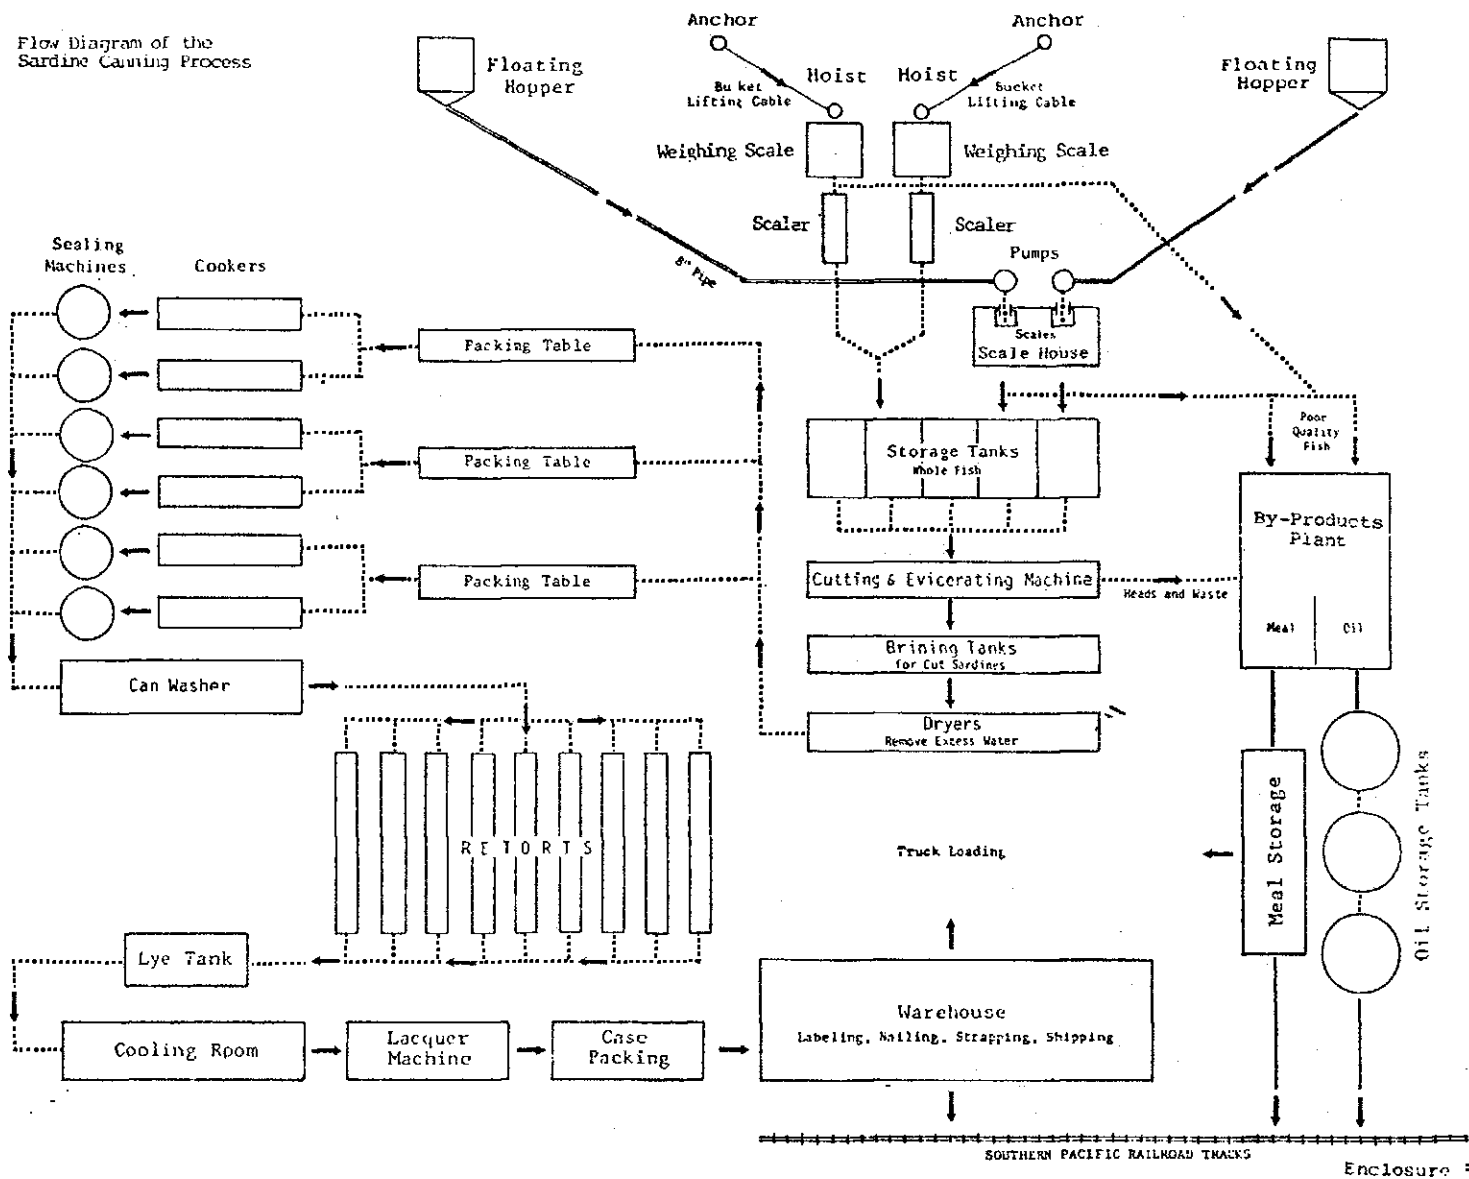 Flow Diagram of the
Sardine Canning Process
Anchor
Anchor
Floating
Hopper
Hoist
Hoist
Floating
Hopper
Bucket
Lifting Cable
Bucket
Lifting Cable
Weighing Scale
Weighing Scale
Scaler
Scaler
8" Pipe
Pumps
Scales
Scale House
Sealing
Machines
Cookers
Packing Table
Packing Table
Packing Table
Storage Tanks
Whole Fish
Poor
Quality
Fish
By-Products
Plant
Meal
Oil
Cutting & Evicerating Machine
Heads and Waste
Brining Tanks
for Cut Sardines
Dryers
Remove Excess Water
Can Washer
RETORTS
Truck Loading
Meal Storage
Oil Storage Tanks
Lye Tank
Cooling Room
Lacquer
Machine
Case
Packing
Warehouse
Labeling, Nailing, Strapping, Shipping
SOUTHERN PACIFIC RAILROAD TRACKS
Enclosure